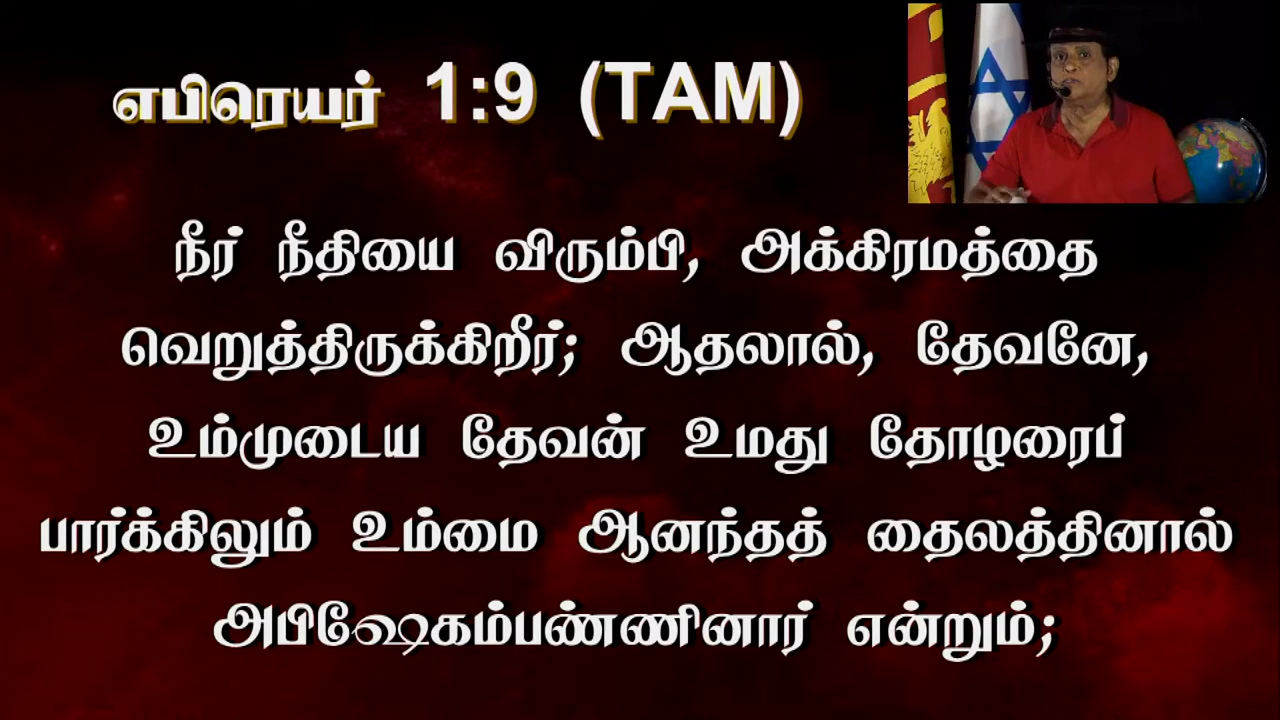 எபிரெயர் 1:9 (TAM)
நீர் நீதியை விரும்பி, அக்கிரமத்தை
வெறுத்திருக்கிறீர்; ஆதலால், தேவனே,
உம்முடைய தேவன் உமது தோழரைப்
பார்க்கிலும் உம்மை ஆனந்தத் தைலத்தினால்
அபிஷேகம்பண்ணினார் என்றும்;